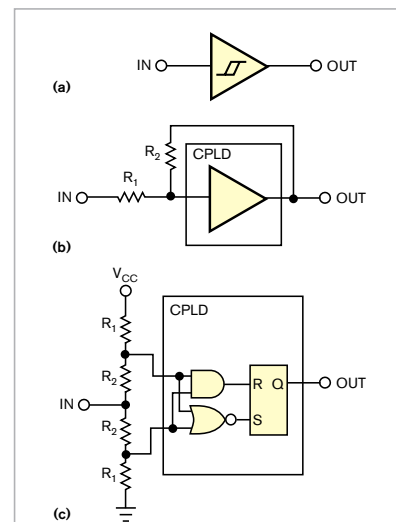 IN OUT
(a)
R2
CPLD
R1
IN OUT
(b)
VCC
CPLD
R1
R2
R Q OUT
IN
R2
S
R1
(c)